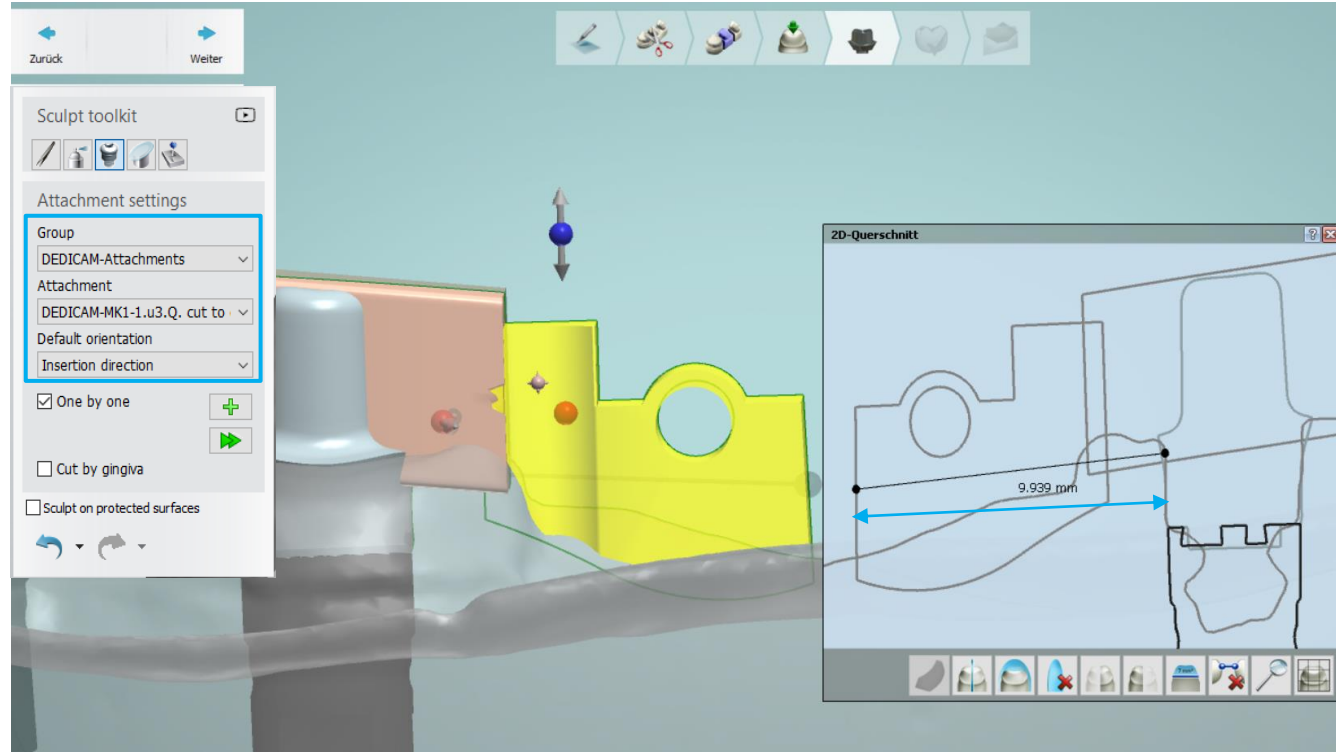 Zurück
Weiter
Sculpt toolkit
Attachment settings
Group
DEDICAM-Attachments
Attachment
DEDICAM-MK1-1.u3.Q. cut to
Default orientation
Insertion direction
One by one
Cut by gingiva
Sculpt on protected surfaces
2D-Querschnitt
9.939 mm